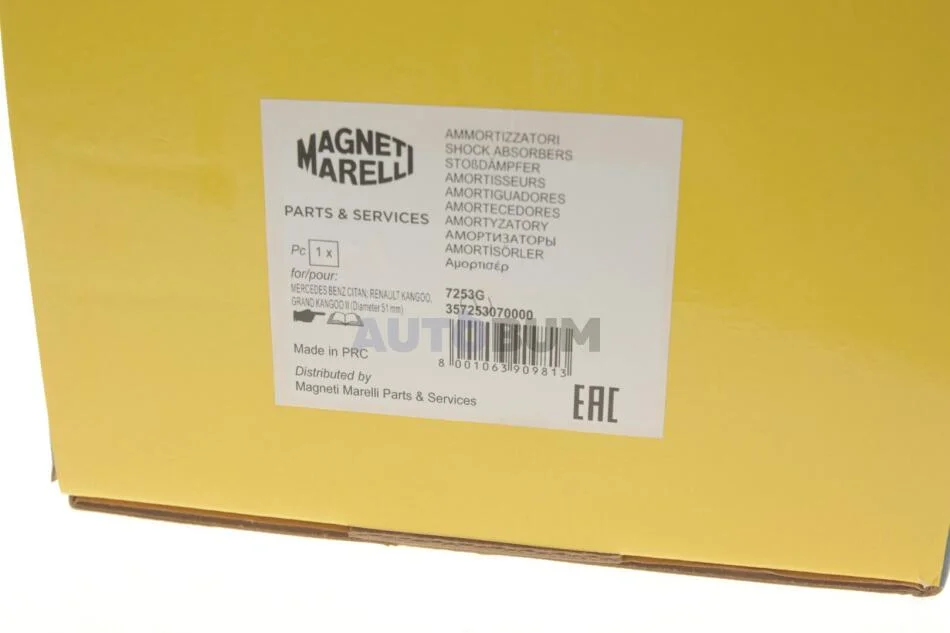 MAGNETI
MARELLI
PARTS & SERVICES
AMMORTIZZATORI
SHOCK ABSORBERS
STOßDÄMPFER
AMORTISSEURS
AMORTIGUADORES
AMORTECEDORES
AMORTYZATORY
АМОРТИЗАТОРЫ
AMORTİSÖRLER
Αμορτισέρ
Pc 1 x
for/pour:
MERCEDES BENZ CITAN; RENAULT KANGOO,
GRAND KANGOO II (Diameter 51 mm)
7253G
357253070000
AUTOBUM
8 001063 909813
Made in PRC
Distributed by
Magneti Marelli Parts & Services
EAC